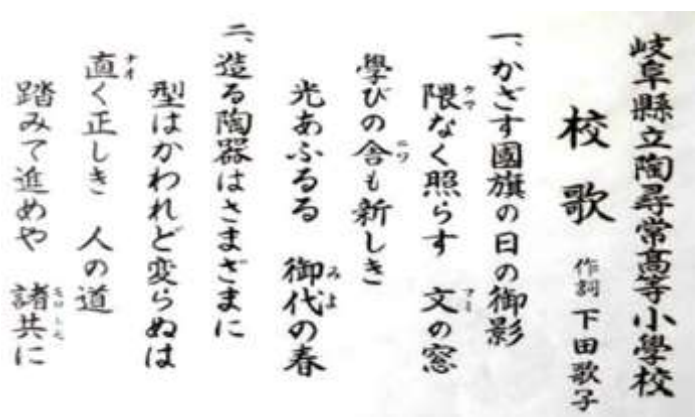 岐阜縣立陶尋常高等小學校
校歌 作詞 下田歌子
一、かざす國旗の日の御影
隈なく照らす 文の窓
學びの舎も新しき
光あふるる 御代の春
二、造る陶器はさまざまに
型はかわれど変らぬは
直く正しき 人の道
踏みて進めや 諸共に